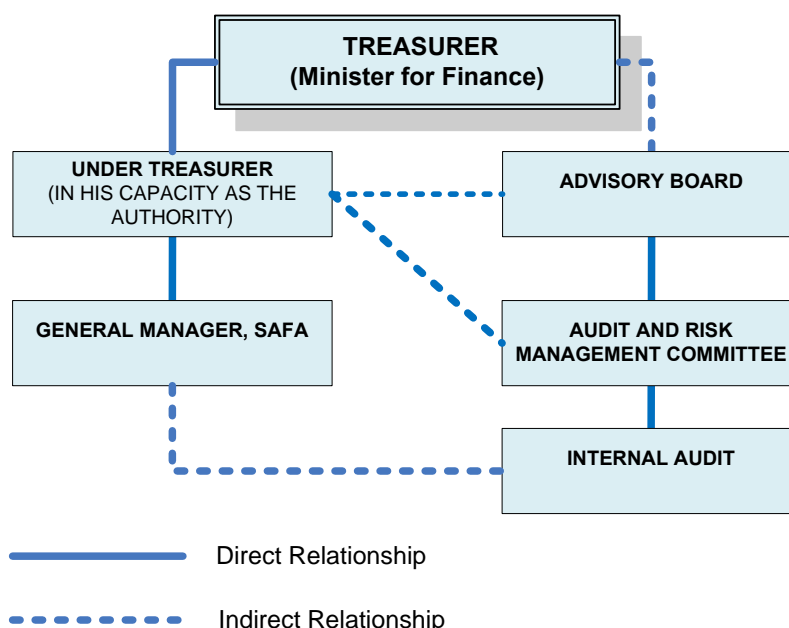 TREASURER
(Minister for Finance)
UNDER TREASURER
(IN HIS CAPACITY AS THE
AUTHORITY)
ADVISORY BOARD
GENERAL MANAGER, SAFA
AUDIT AND RISK
MANAGEMENT COMMITTEE
INTERNAL AUDIT
Direct Relationship
Indirect Relationship